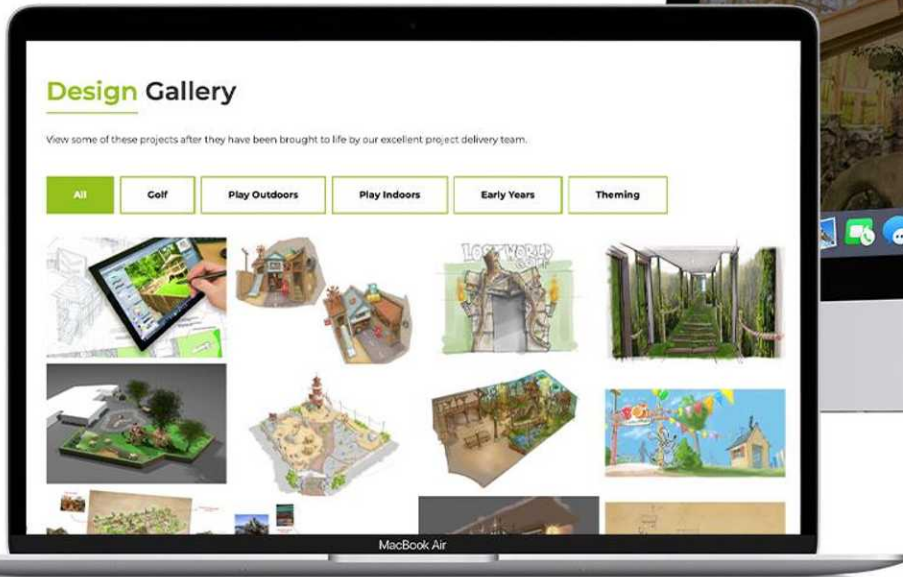 Design Gallery
View some of these projects after they have been brought to life by our excellent project delivery team.
All
Golf
Play Outdoors
Play Indoors
Early Years
Theming
LOST WORLD
MacBook Air